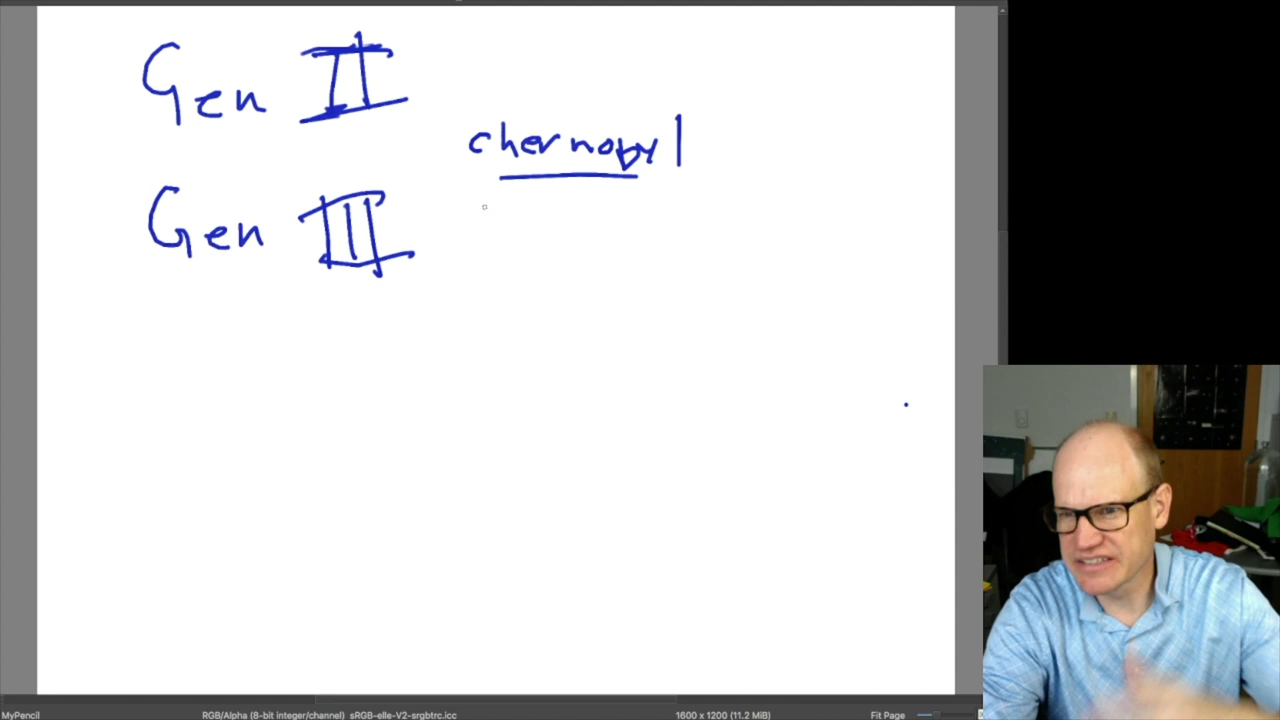 Gen II
chernobyl
Gen III
MyPencil
RGB/Alpha (8-bit integer/channel) sRGB-elle-V2-srgbtrc.icc
1600 x 1200 (11.2 MiB)
Fit Page